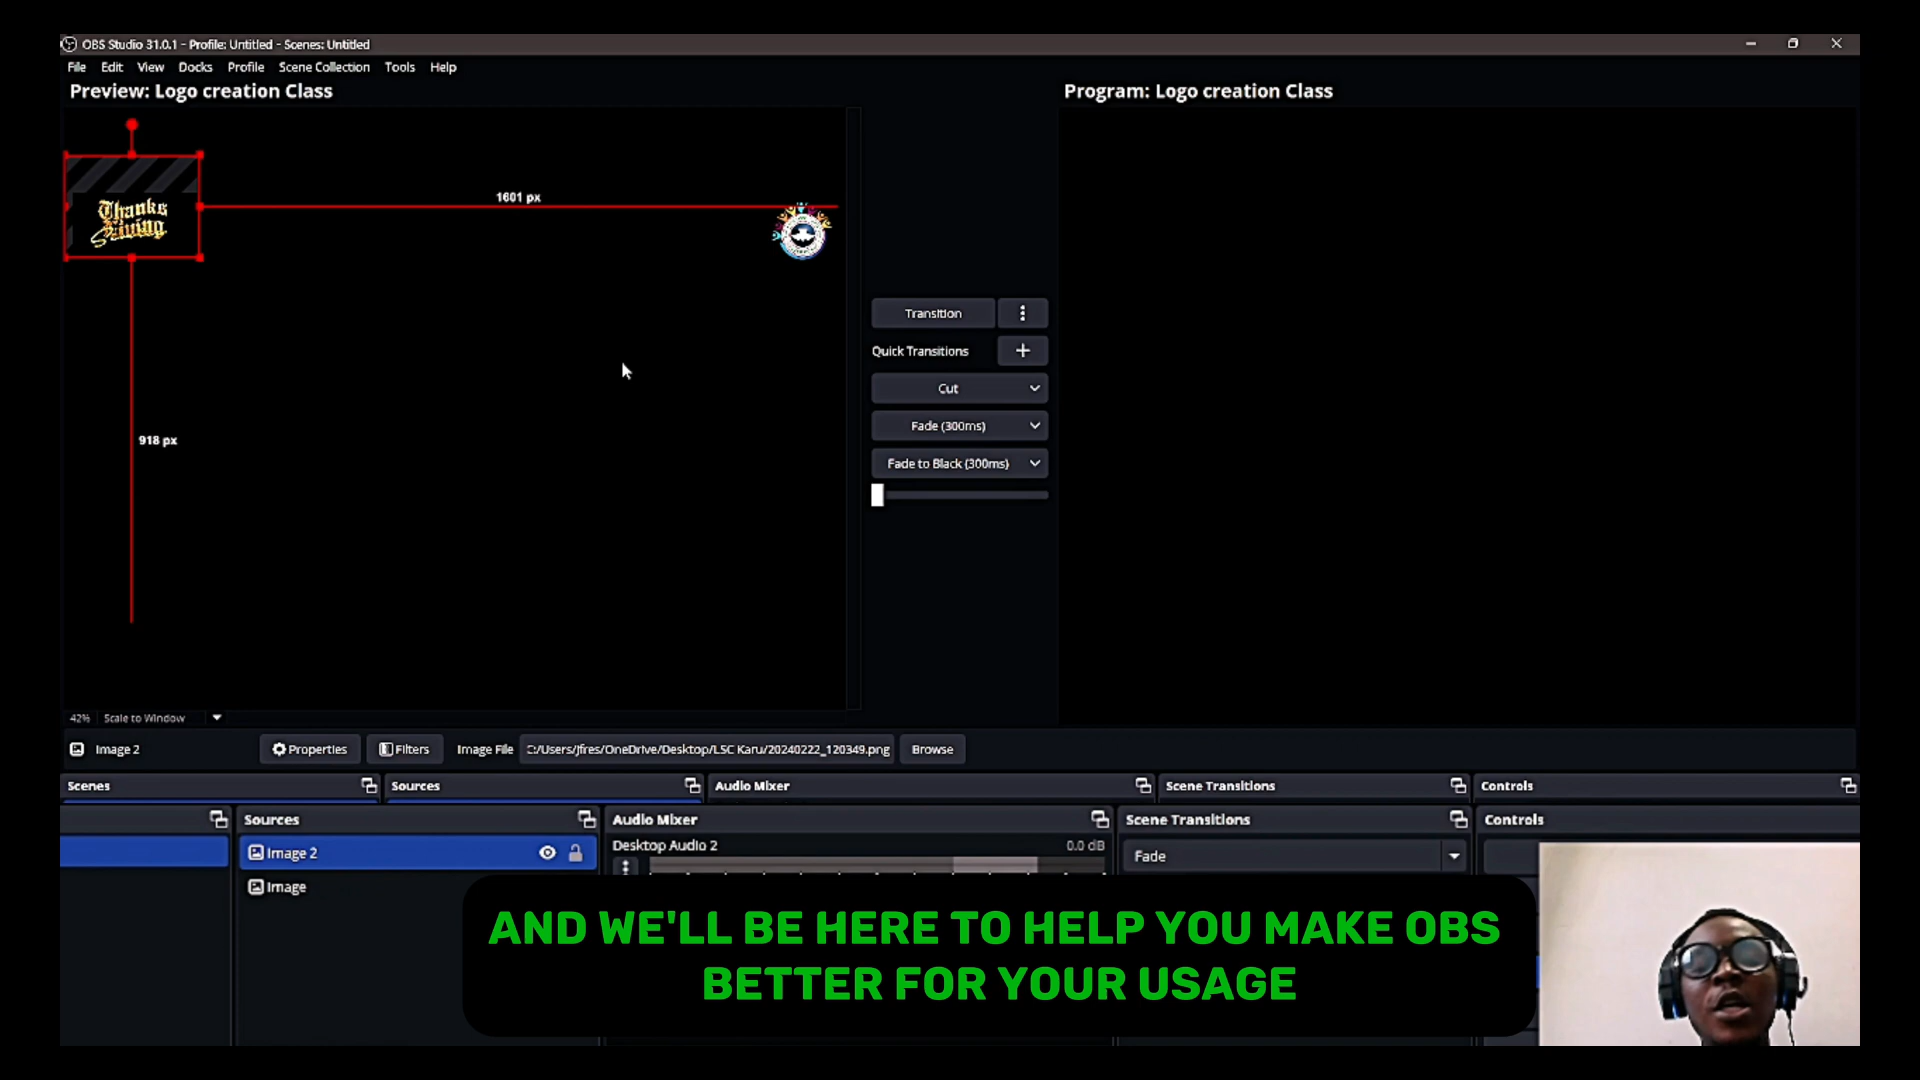 OBS Studio 31.0.1 - Profile: Untitled - Scenes: Untitled
File Edit View Docks Profile Scene Collection Tools Help
Preview: Logo creation Class
Program: Logo creation Class
1601 px
Thanks
Giving
918 px
Transition
Quick Transitions
Cut
Fade (300ms)
Fade to Black (300ms)
42% Scale to Window
Image 2 Properties Filters Image File C:/Users/Jfires/OneDrive/Desktop/LSC Karu/20240222_120349.png Browse
Scenes Sources Audio Mixer Scene Transitions Controls
Sources Audio Mixer Scene Transitions Controls
Image 2
Desktop Audio 2 0.0 dB
Fade
Image
AND WE'LL BE HERE TO HELP YOU MAKE OBS
BETTER FOR YOUR USAGE